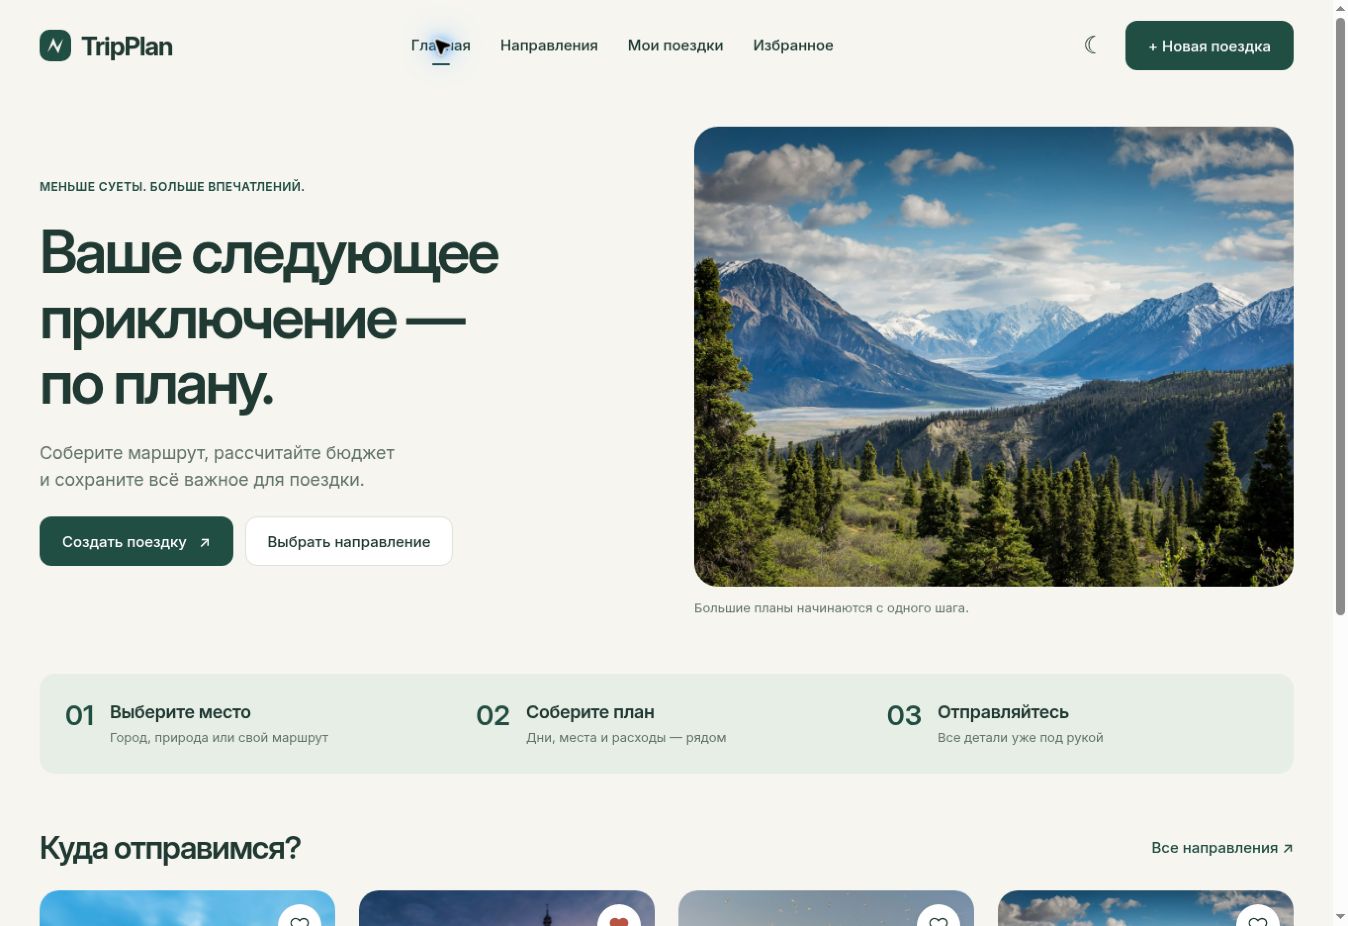 TripPlan
Главная
Направления
Мои поездки
Избранное
+ Новая поездка
МЕНЬШЕ СУЕТЫ. БОЛЬШЕ ВПЕЧАТЛЕНИЙ.
Ваше следующее
приключение —
по плану.
Соберите маршрут, рассчитайте бюджет
и сохраните всё важное для поездки.
Создать поездку ↗
Выбрать направление
Большие планы начинаются с одного шага.
01 Выберите место
Город, природа или свой маршрут
02 Соберите план
Дни, места и расходы — рядом
03 Отправляйтесь
Все детали уже под рукой
Куда отправимся?
Все направления ↗